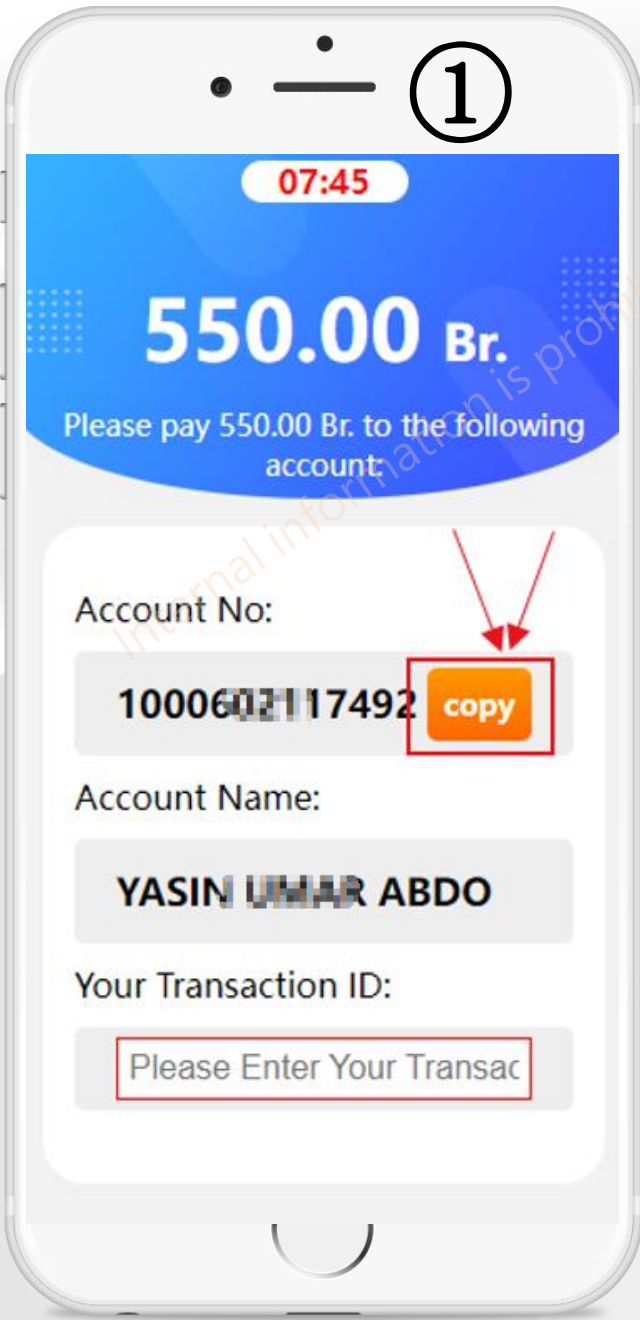 ①
07:45
550.00 Br.
Please pay 550.00 Br. to the following
account:
Internal information is prohi
Account No:
copy
Account Name:
YASIN ABDO
Your Transaction ID:
Please Enter Your Transac